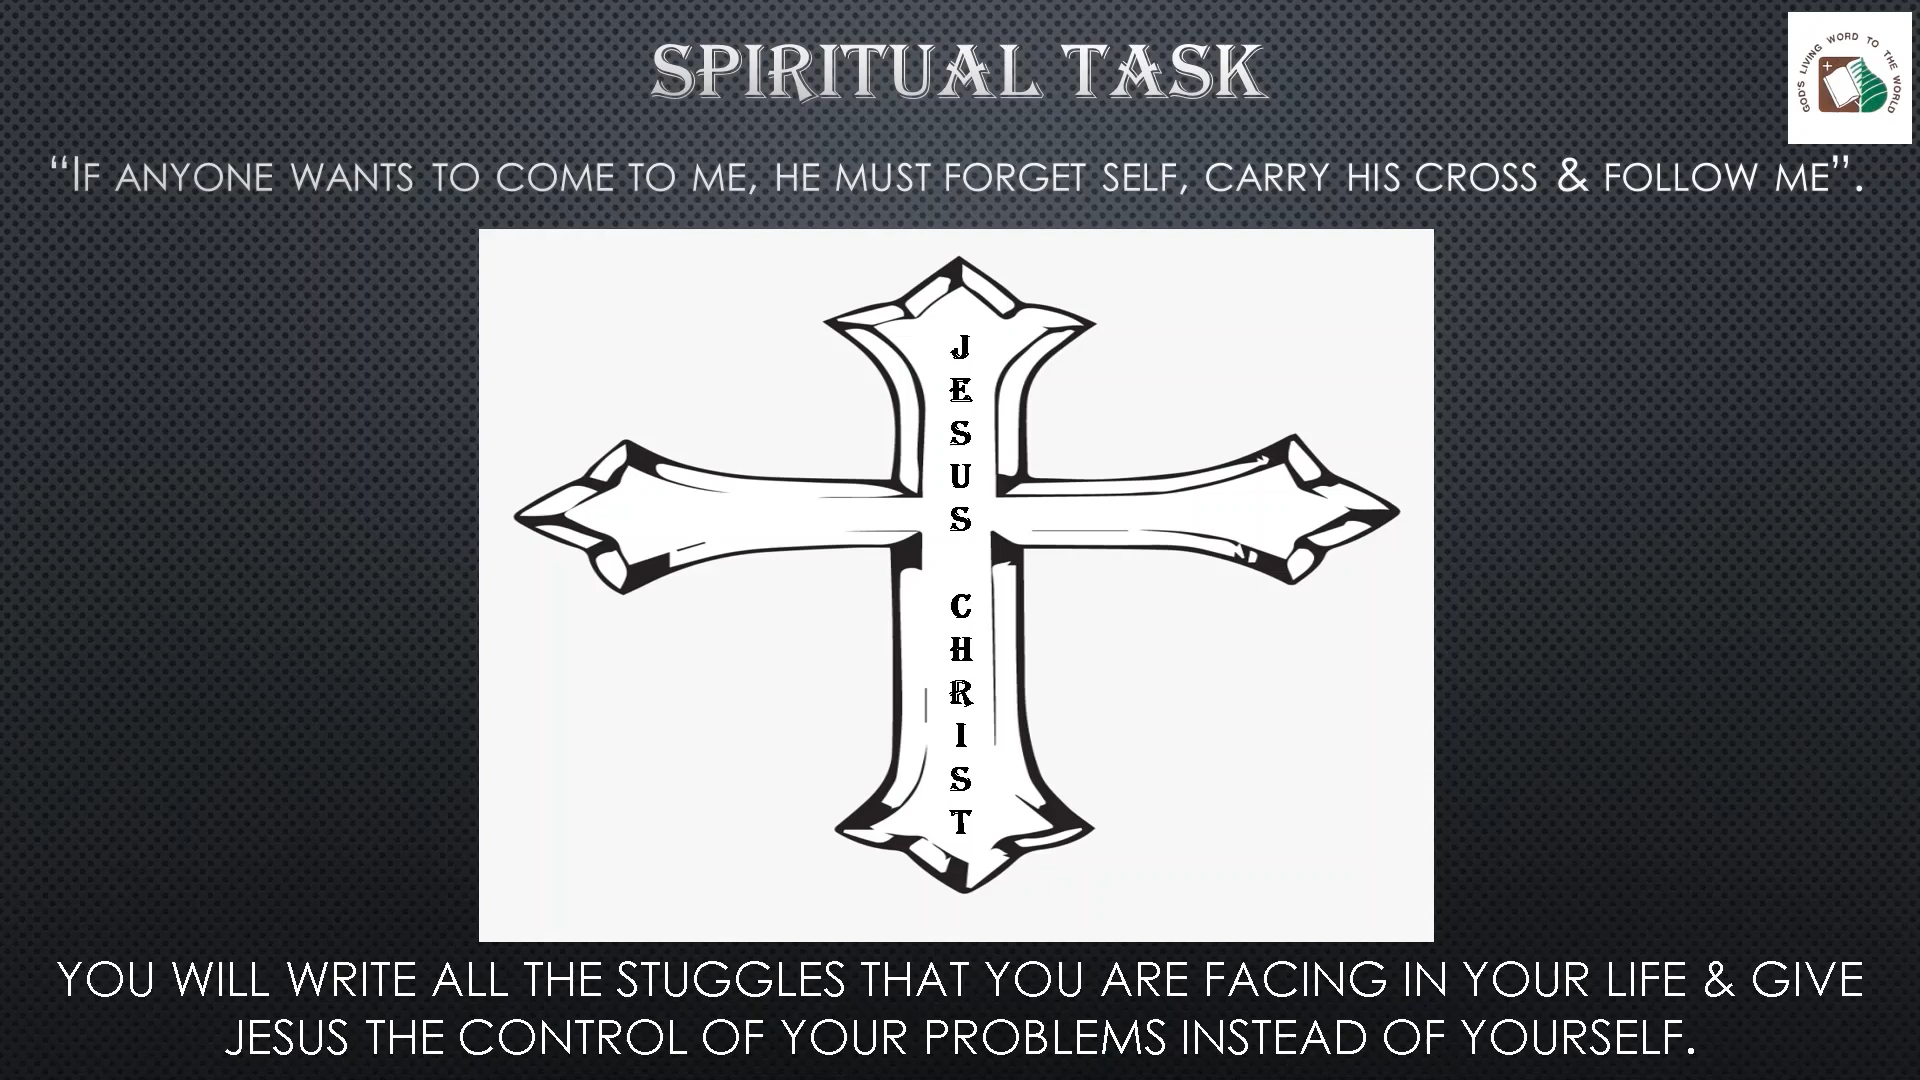 SPIRITUAL TASK
GOD'S LIVING WORD TO THE WORLD
“IF ANYONE WANTS TO COME TO ME, HE MUST FORGET SELF, CARRY HIS CROSS & FOLLOW ME”.
J
E
S
U
S
C
H
R
I
S
T
YOU WILL WRITE ALL THE STUGGLES THAT YOU ARE FACING IN YOUR LIFE & GIVE
JESUS THE CONTROL OF YOUR PROBLEMS INSTEAD OF YOURSELF.